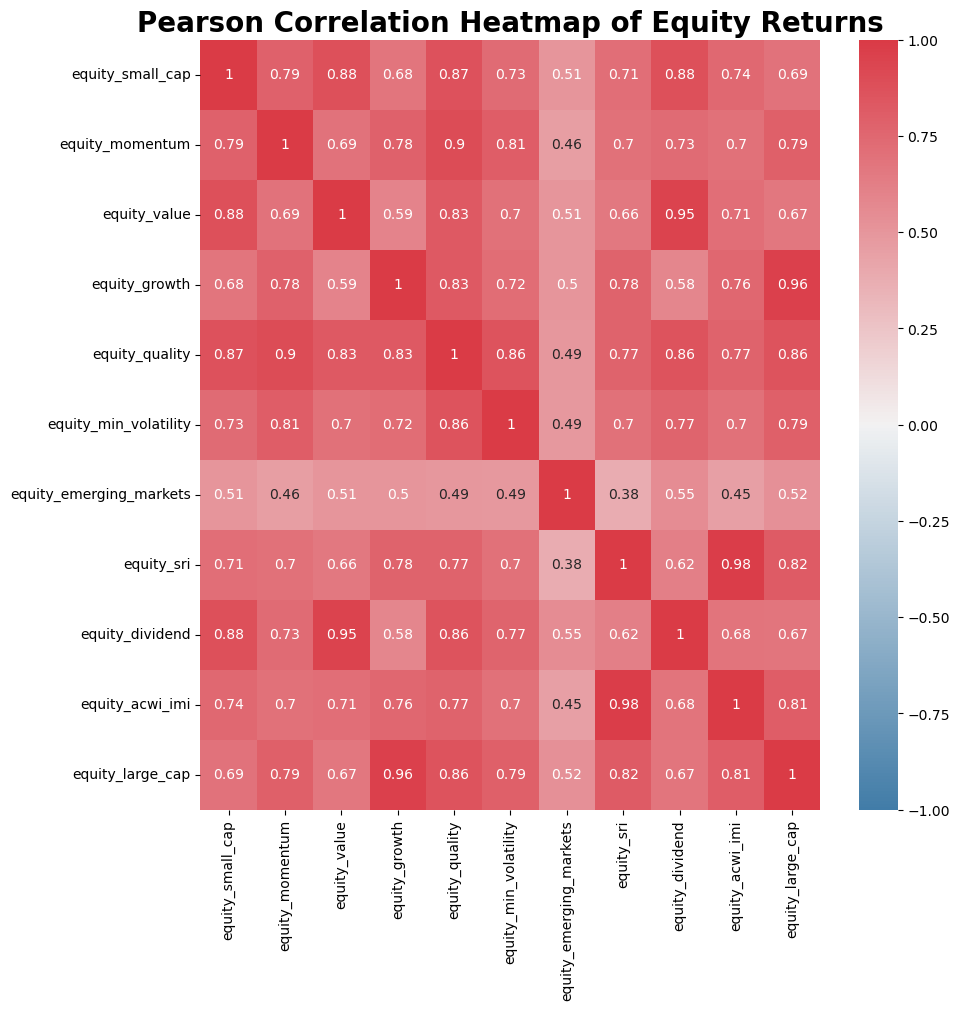 Pearson Correlation Heatmap of Equity Returns
equity_small_cap 1 0.79 0.88 0.68 0.87 0.73 0.51 0.71 0.88 0.74 0.69
equity_momentum 0.79 1 0.69 0.78 0.9 0.81 0.46 0.7 0.73 0.7 0.79
equity_value 0.88 0.69 1 0.59 0.83 0.7 0.51 0.66 0.95 0.71 0.67
equity_growth 0.68 0.78 0.59 1 0.83 0.72 0.5 0.78 0.58 0.76 0.96
equity_quality 0.87 0.9 0.83 0.83 1 0.86 0.49 0.77 0.86 0.77 0.86
equity_min_volatility 0.73 0.81 0.7 0.72 0.86 1 0.49 0.7 0.77 0.7 0.79
equity_emerging_markets 0.51 0.46 0.51 0.5 0.49 0.49 1 0.38 0.55 0.45 0.52
equity_sri 0.71 0.7 0.66 0.78 0.77 0.7 0.38 1 0.62 0.98 0.82
equity_dividend 0.88 0.73 0.95 0.58 0.86 0.77 0.55 0.62 1 0.68 0.67
equity_acwi_imi 0.74 0.7 0.71 0.76 0.77 0.7 0.45 0.98 0.68 1 0.81
equity_large_cap 0.69 0.79 0.67 0.96 0.86 0.79 0.52 0.82 0.67 0.81 1
equity_small_cap
equity_momentum
equity_value
equity_growth
equity_quality
equity_min_volatility
equity_emerging_markets
equity_sri
equity_dividend
equity_acwi_imi
equity_large_cap
1.00
0.75
0.50
0.25
0.00
−0.25
−0.50
−0.75
−1.00